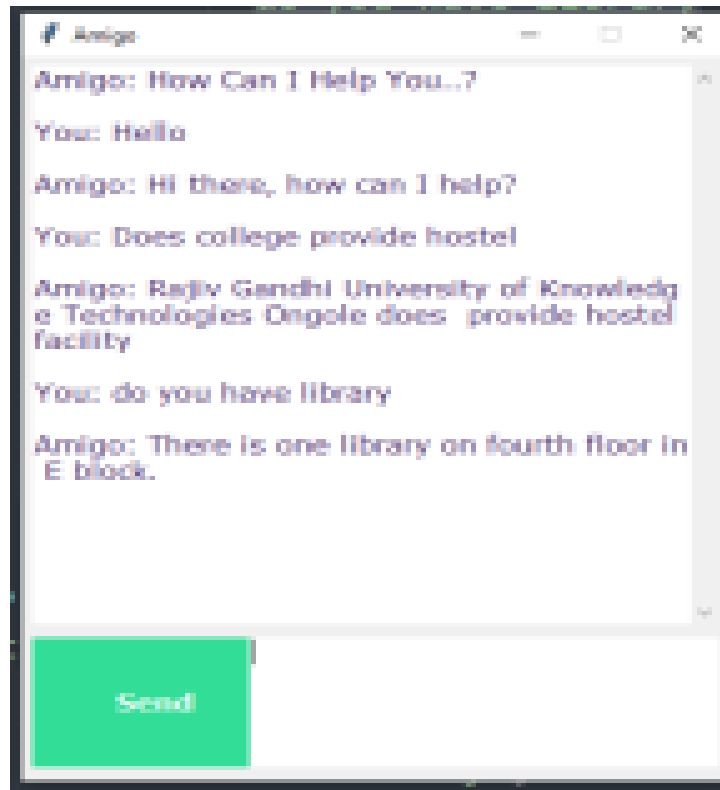 Amigo
Amigo: How Can I Help You..?
You: Hello
Amigo: Hi there, how can I help?
You: Does college provide hostel
Amigo: Rajiv Gandhi University of Knowledg
e Technologies Ongole does  provide hostel
facility
You: do you have library
Amigo: There is one library on fourth floor in
E block.
Send